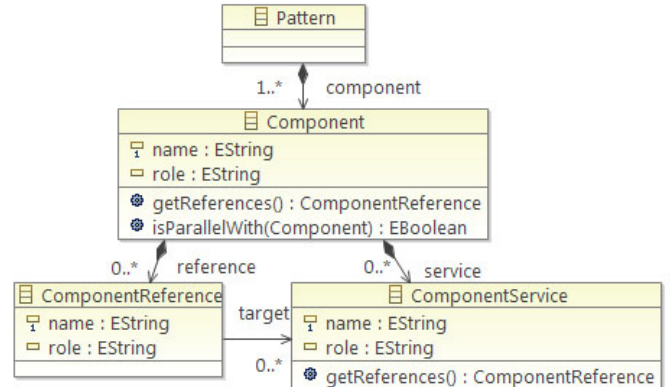 Pattern
1..* component
Component
name : EString
role : EString
getReferences() : ComponentReference
isParallelWith(Component) : EBoolean
0..* reference
0..* service
ComponentReference
name : EString
role : EString
target
0..*
ComponentService
name : EString
role : EString
getReferences() : ComponentReference